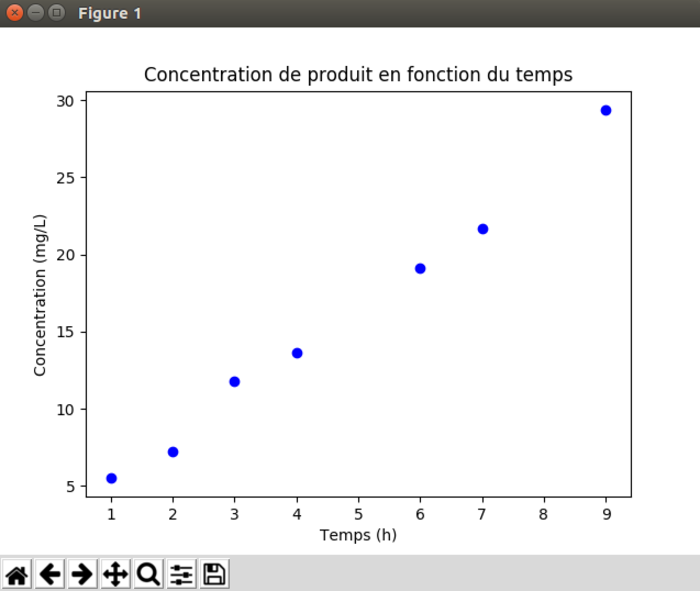 Figure 1
Concentration de produit en fonction du temps
30
25
20
15
10
5
Concentration (mg/L)
1 2 3 4 5 6 7 8 9
Temps (h)